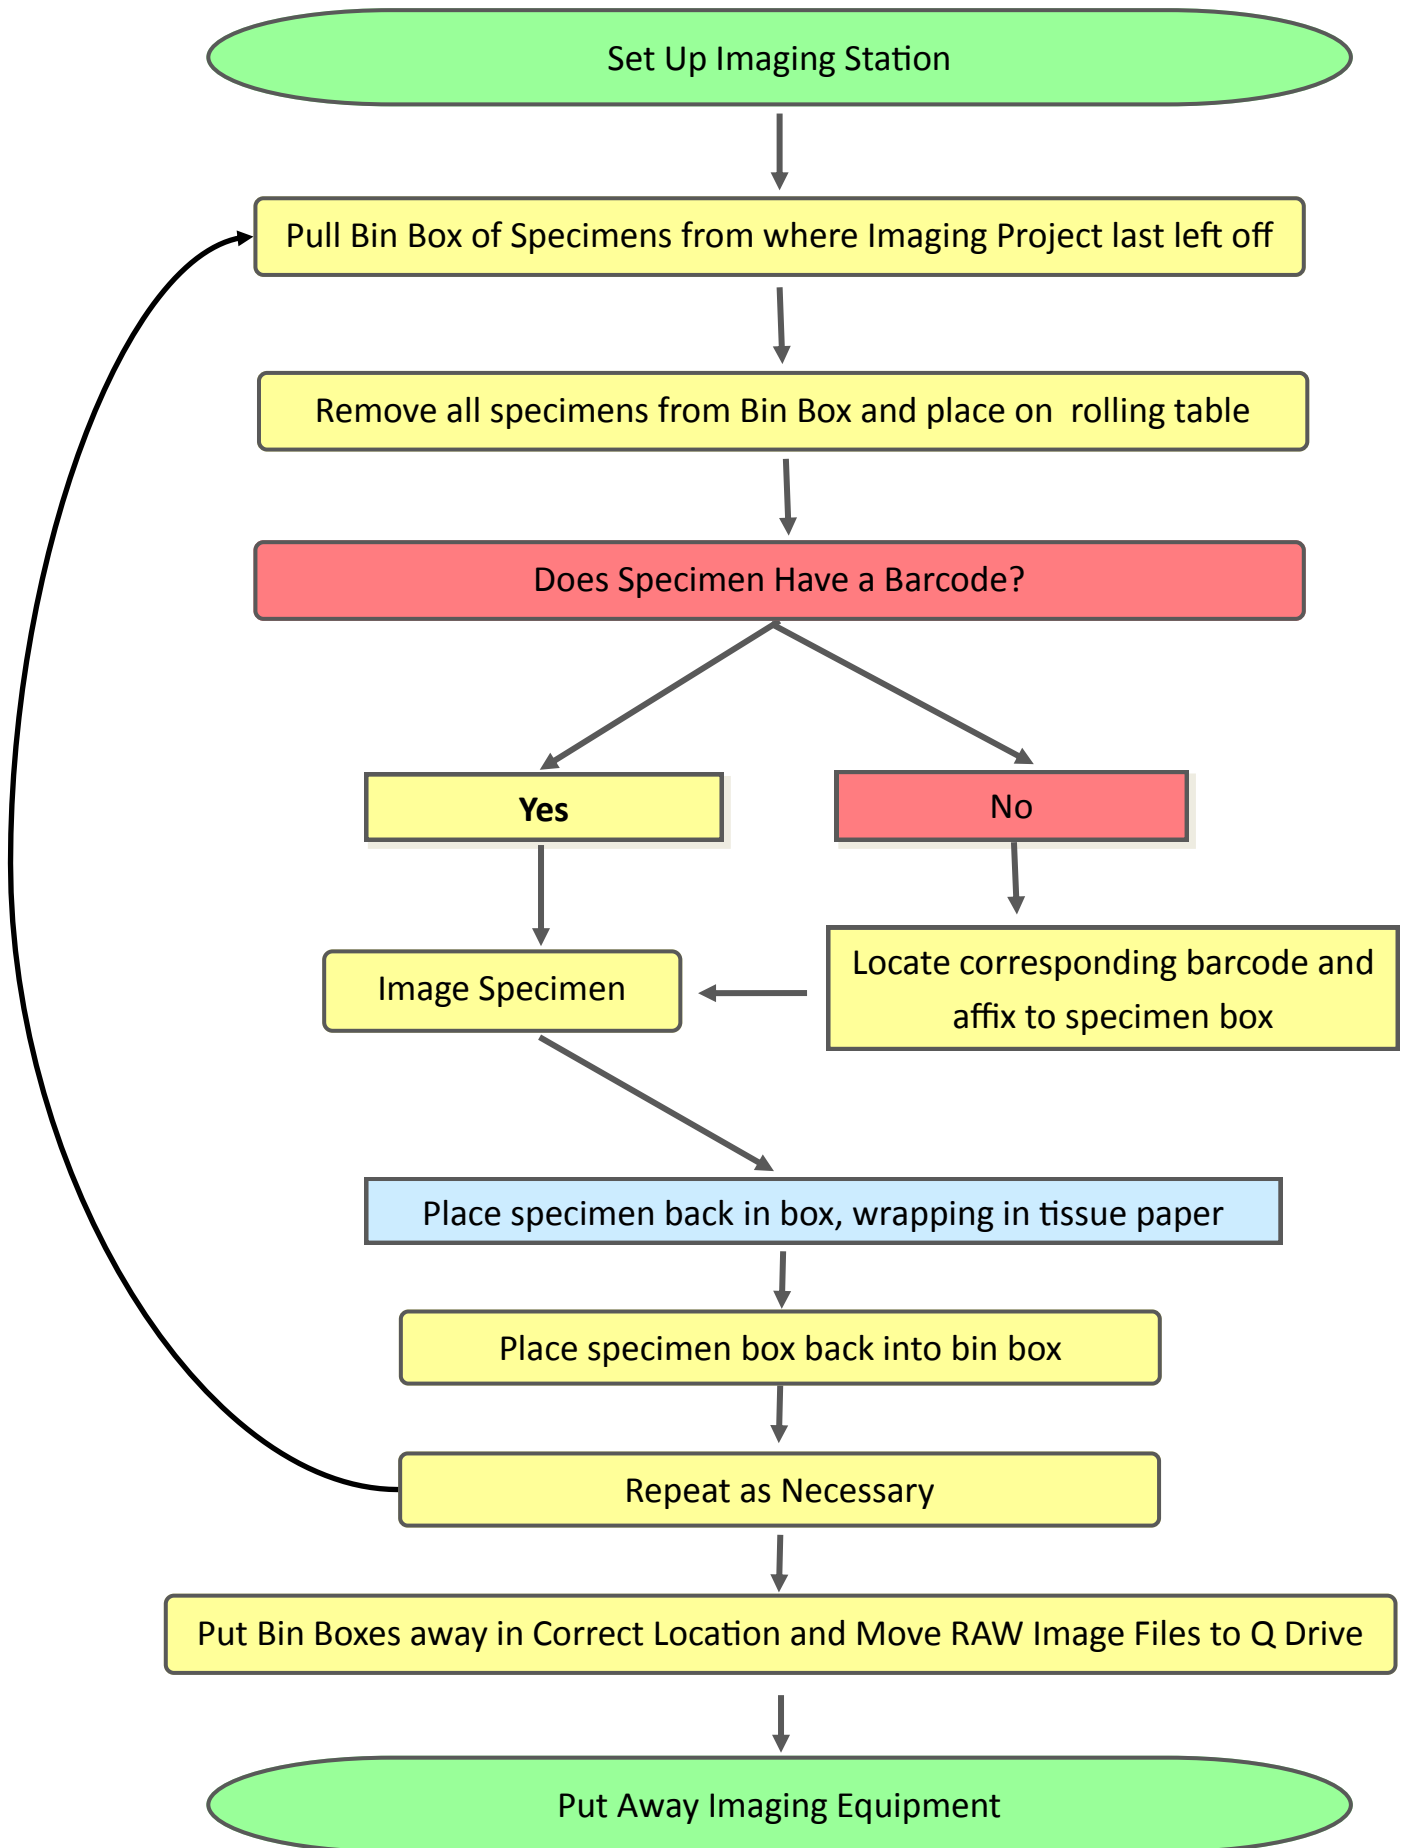 Set Up Imaging Station
Pull Bin Box of Specimens from where Imaging Project last left off
Remove all specimens from Bin Box and place on  rolling table
Does Specimen Have a Barcode?
Yes
No
Image Specimen
Locate corresponding barcode and
affix to specimen box
Place specimen back in box, wrapping in tissue paper
Place specimen box back into bin box
Repeat as Necessary
Put Bin Boxes away in Correct Location and Move RAW Image Files to Q Drive
Put Away Imaging Equipment